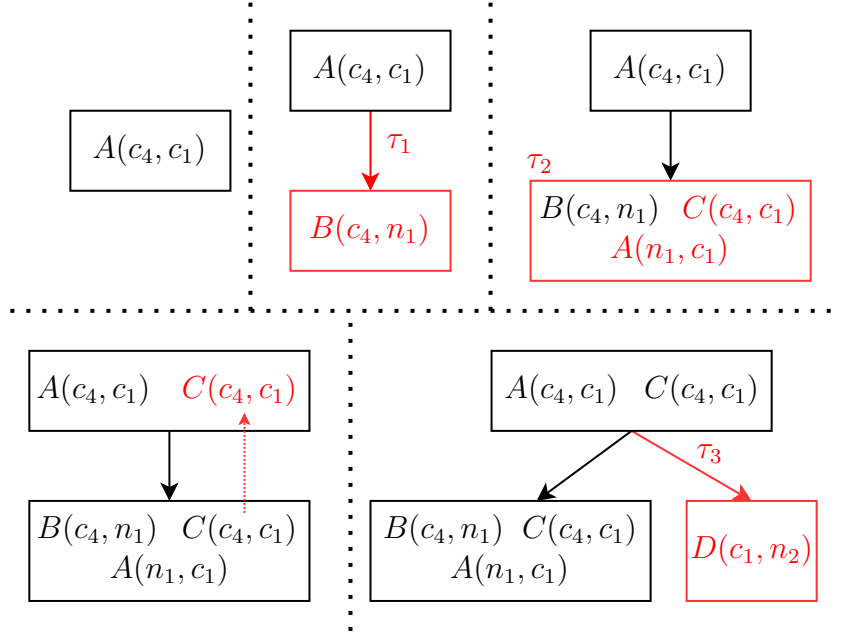 A(c₄, c₁)
A(c₄, c₁)
τ₁
B(c₄, n₁)
A(c₄, c₁)
τ₂
B(c₄, n₁) C(c₄, c₁)
A(n₁, c₁)
A(c₄, c₁) C(c₄, c₁)
B(c₄, n₁) C(c₄, c₁)
A(n₁, c₁)
A(c₄, c₁) C(c₄, c₁)
τ₃
B(c₄, n₁) C(c₄, c₁)
A(n₁, c₁)
D(c₁, n₂)